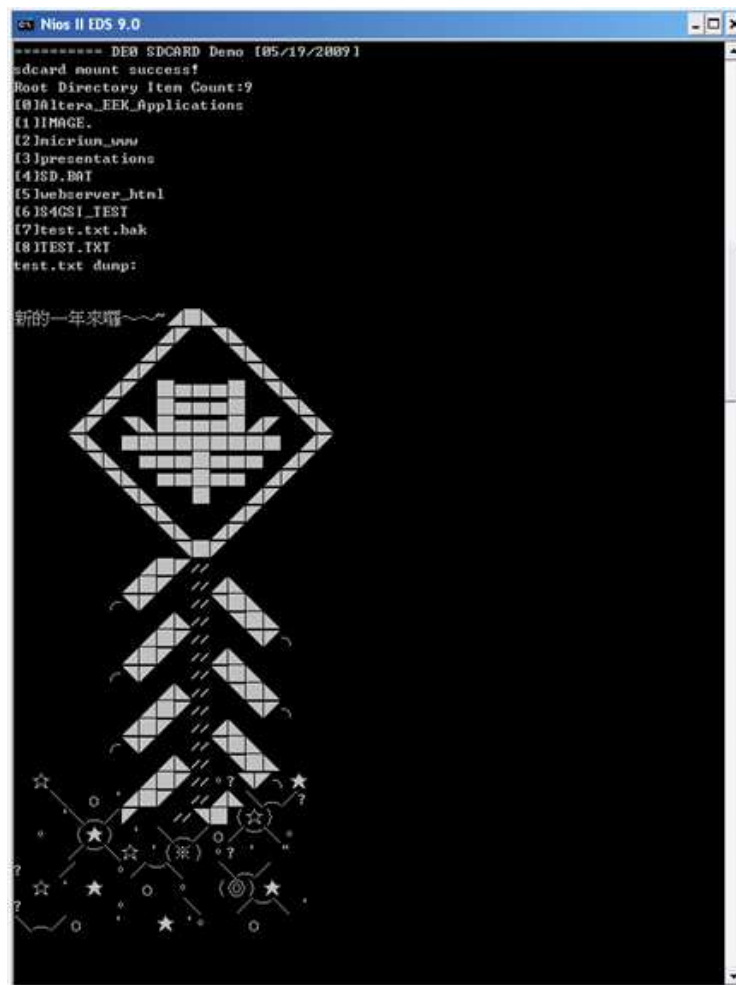 Nios II EDS 9.0
========== DE0 SDCARD Demo [05/19/2009]
sdcard mount success!
Root Directory Item Count:9
[0]Altera_EEK_Applications
[1]IMAGE.
[2]micrium_www
[3]presentations
[4]SD.BAT
[5]webserver_html
[6]S4GSI_TEST
[7]test.txt.bak
[8]TEST.TXT
test.txt dump:
新的一年來囉~~~